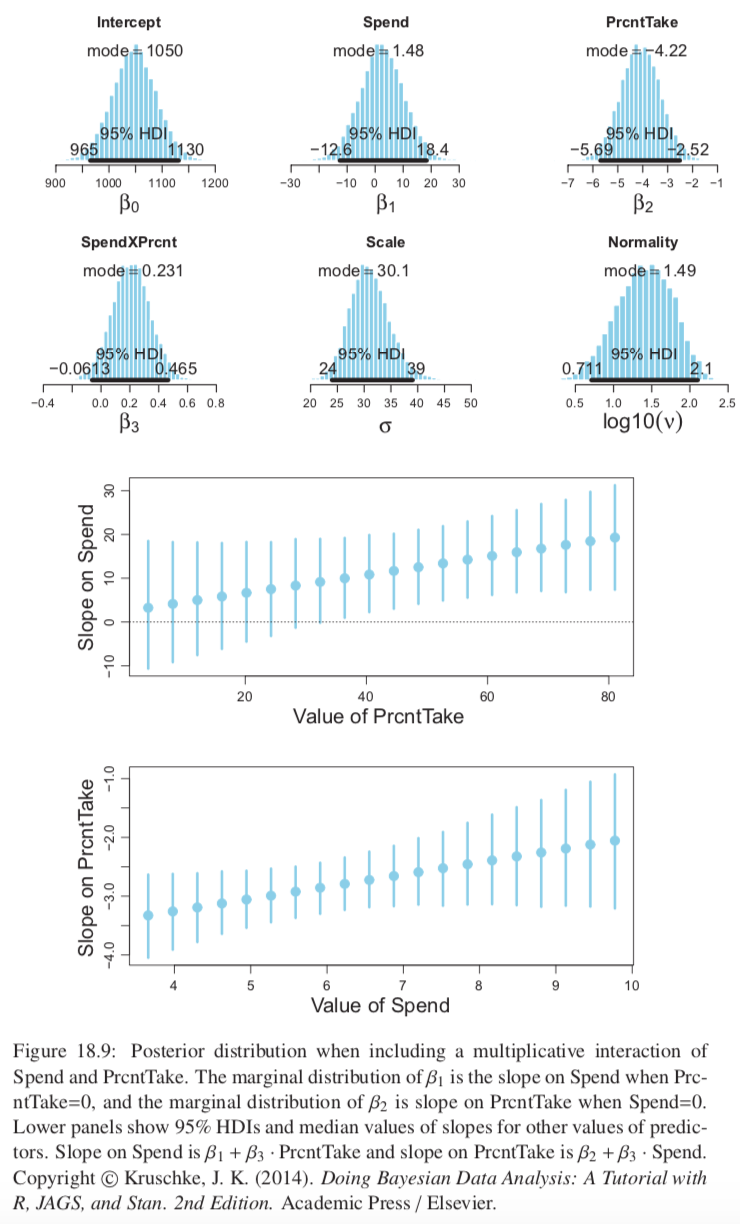 Intercept
Spend
PrcntTake
mode = 1050
mode = 1.48
mode = −4.22
95% HDI
95% HDI
95% HDI
965 1130
−12.6 18.4
−5.69 −2.52
900 1000 1100 1200
−30 −10 0 10 20 30
−7 −6 −5 −4 −3 −2 −1
β0
β1
β2
SpendXPrcnt
Scale
Normality
mode = 0.231
mode = 30.1
mode = 1.49
95% HDI
95% HDI
95% HDI
−0.0613 0.465
24 39
0.711 2.1
−0.4 0.0 0.2 0.4 0.6 0.8
20 25 30 35 40 45 50
0.5 1.0 1.5 2.0 2.5
β3
σ
log10(ν)
Slope on Spend
30
20
10
0
−10
20 40 60 80
Value of PrcntTake
Slope on PrcntTake
−1.0
−2.0
−3.0
−4.0
4 5 6 7 8 9 10
Value of Spend
Figure 18.9: Posterior distribution when including a multiplicative interaction of
Spend and PrcntTake. The marginal distribution of β1 is the slope on Spend when Prc-
ntTake=0, and the marginal distribution of β2 is slope on PrcntTake when Spend=0.
Lower panels show 95% HDIs and median values of slopes for other values of predic-
tors. Slope on Spend is β1 + β3 · PrcntTake and slope on PrcntTake is β2 + β3 · Spend.
Copyright © Kruschke, J. K. (2014). Doing Bayesian Data Analysis: A Tutorial with
R, JAGS, and Stan. 2nd Edition. Academic Press / Elsevier.